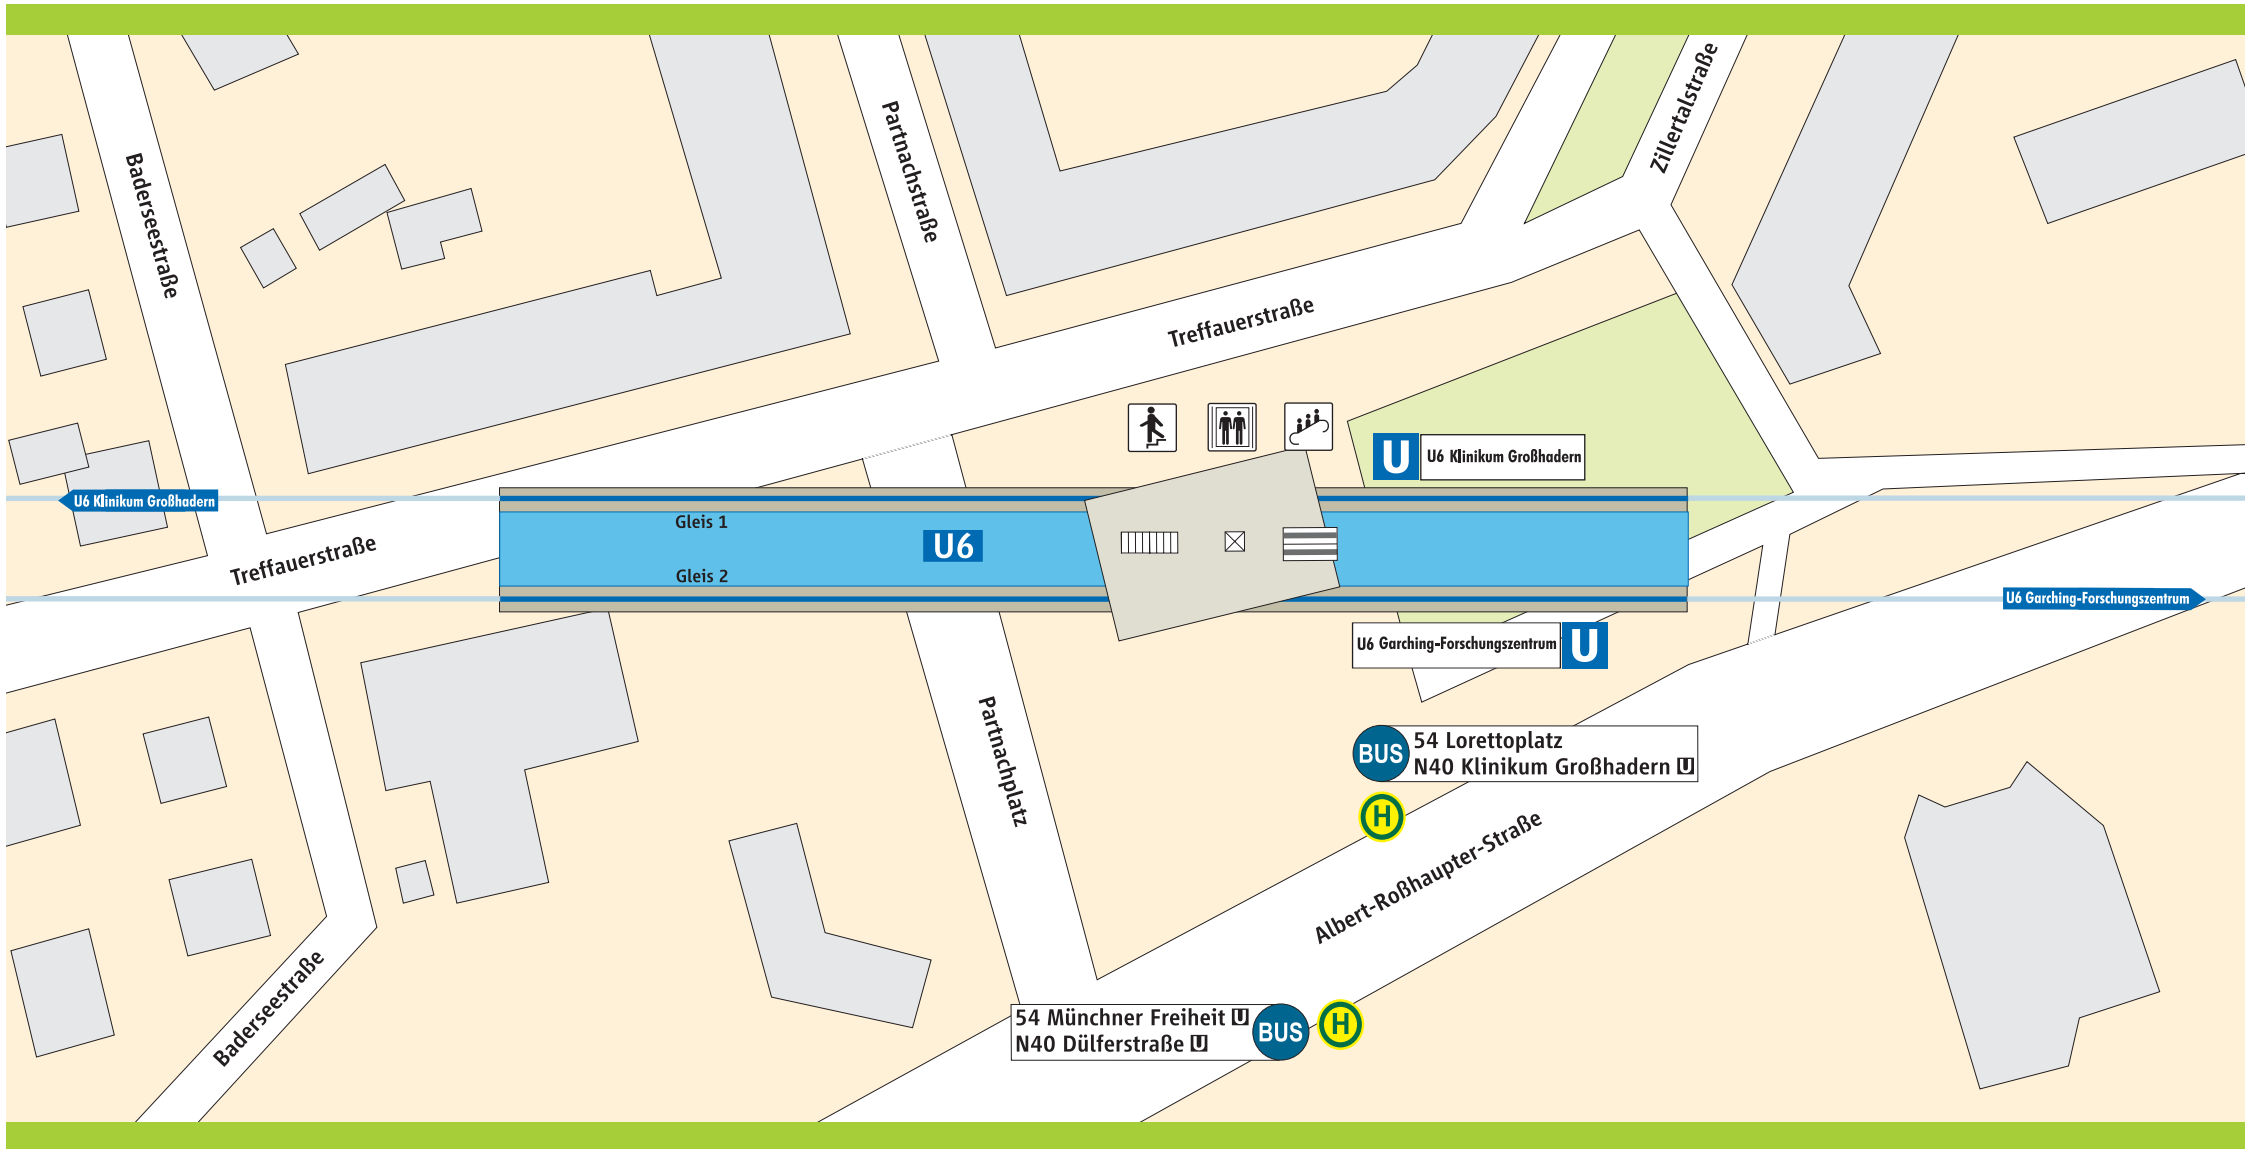 Zillertalstraße
Partnachstraße
Baderseestraße
Treffauerstraße
U U6 Klinikum Großhadern
U6 Klinikum Großhadern
Gleis 1
U6
Treffauerstraße
Gleis 2
U6 Garching-Forschungszentrum
U6 Garching-Forschungszentrum U
Partnachplatz
BUS 54 Lorettoplatz
N40 Klinikum Großhadern U
H
Albert-Roßhaupter-Straße
Baderseestraße
54 Münchner Freiheit U
N40 Dülferstraße U
BUS
H